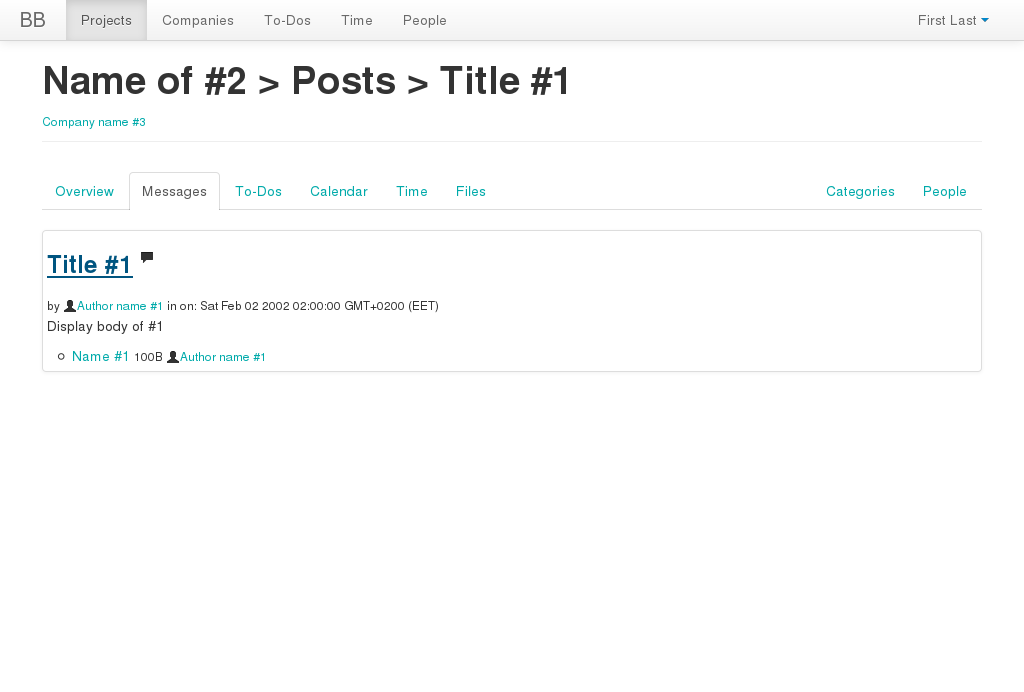 BB Projects Companies To-Dos Time People First Last
Name of #2 > Posts > Title #1
Company name #3
Overview Messages To-Dos Calendar Time Files Categories People
Title #1
by Author name #1 in on: Sat Feb 02 2002 02:00:00 GMT+0200 (EET)
Display body of #1
Name #1 100B Author name #1